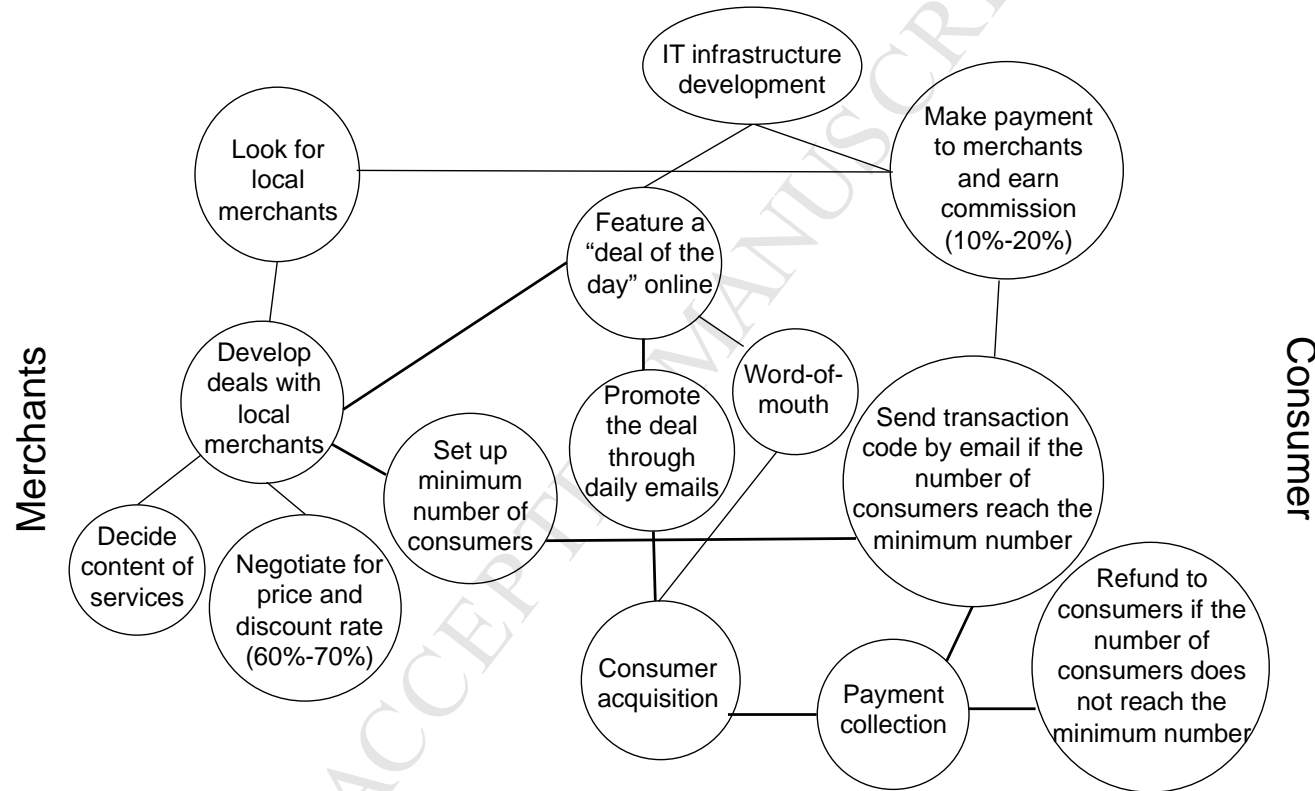 IT infrastructure
development
Look for
local
merchants
Make payment
to merchants
and earn
commission
(10%-20%)
Feature a
“deal of the
day” online
Merchants
Develop
deals with
local
merchants
Set up
minimum
number of
consumers
Promote
the deal
through
daily emails
Word-of-
mouth
Send transaction
code by email if the
number of
consumers reach the
minimum number
Consumer
Decide
content of
services
Negotiate for
price and
discount rate
(60%-70%)
Consumer
acquisition
Payment
collection
Refund to
consumers if the
number of
consumers does
not reach the
minimum number